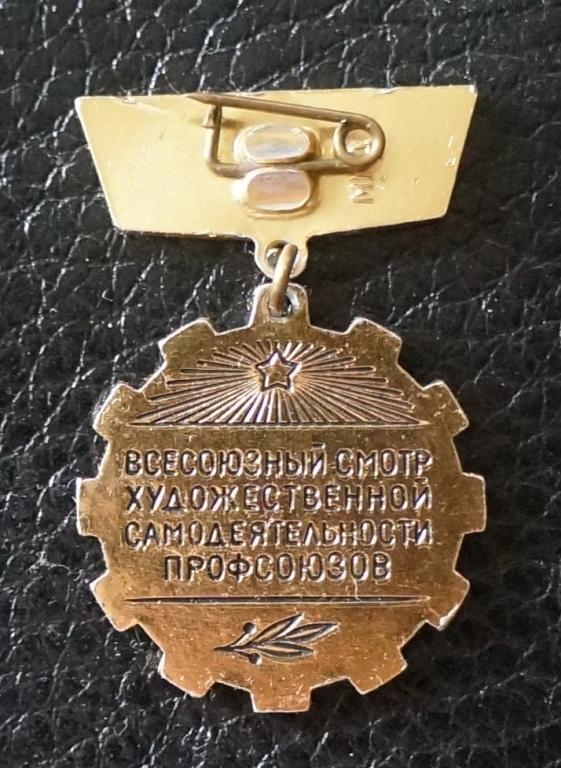 ВСЕСОЮЗНЫЙ СМОТР
ХУДОЖЕСТВЕННОЙ
САМОДЕЯТЕЛЬНОСТИ
ПРОФСОЮЗОВ